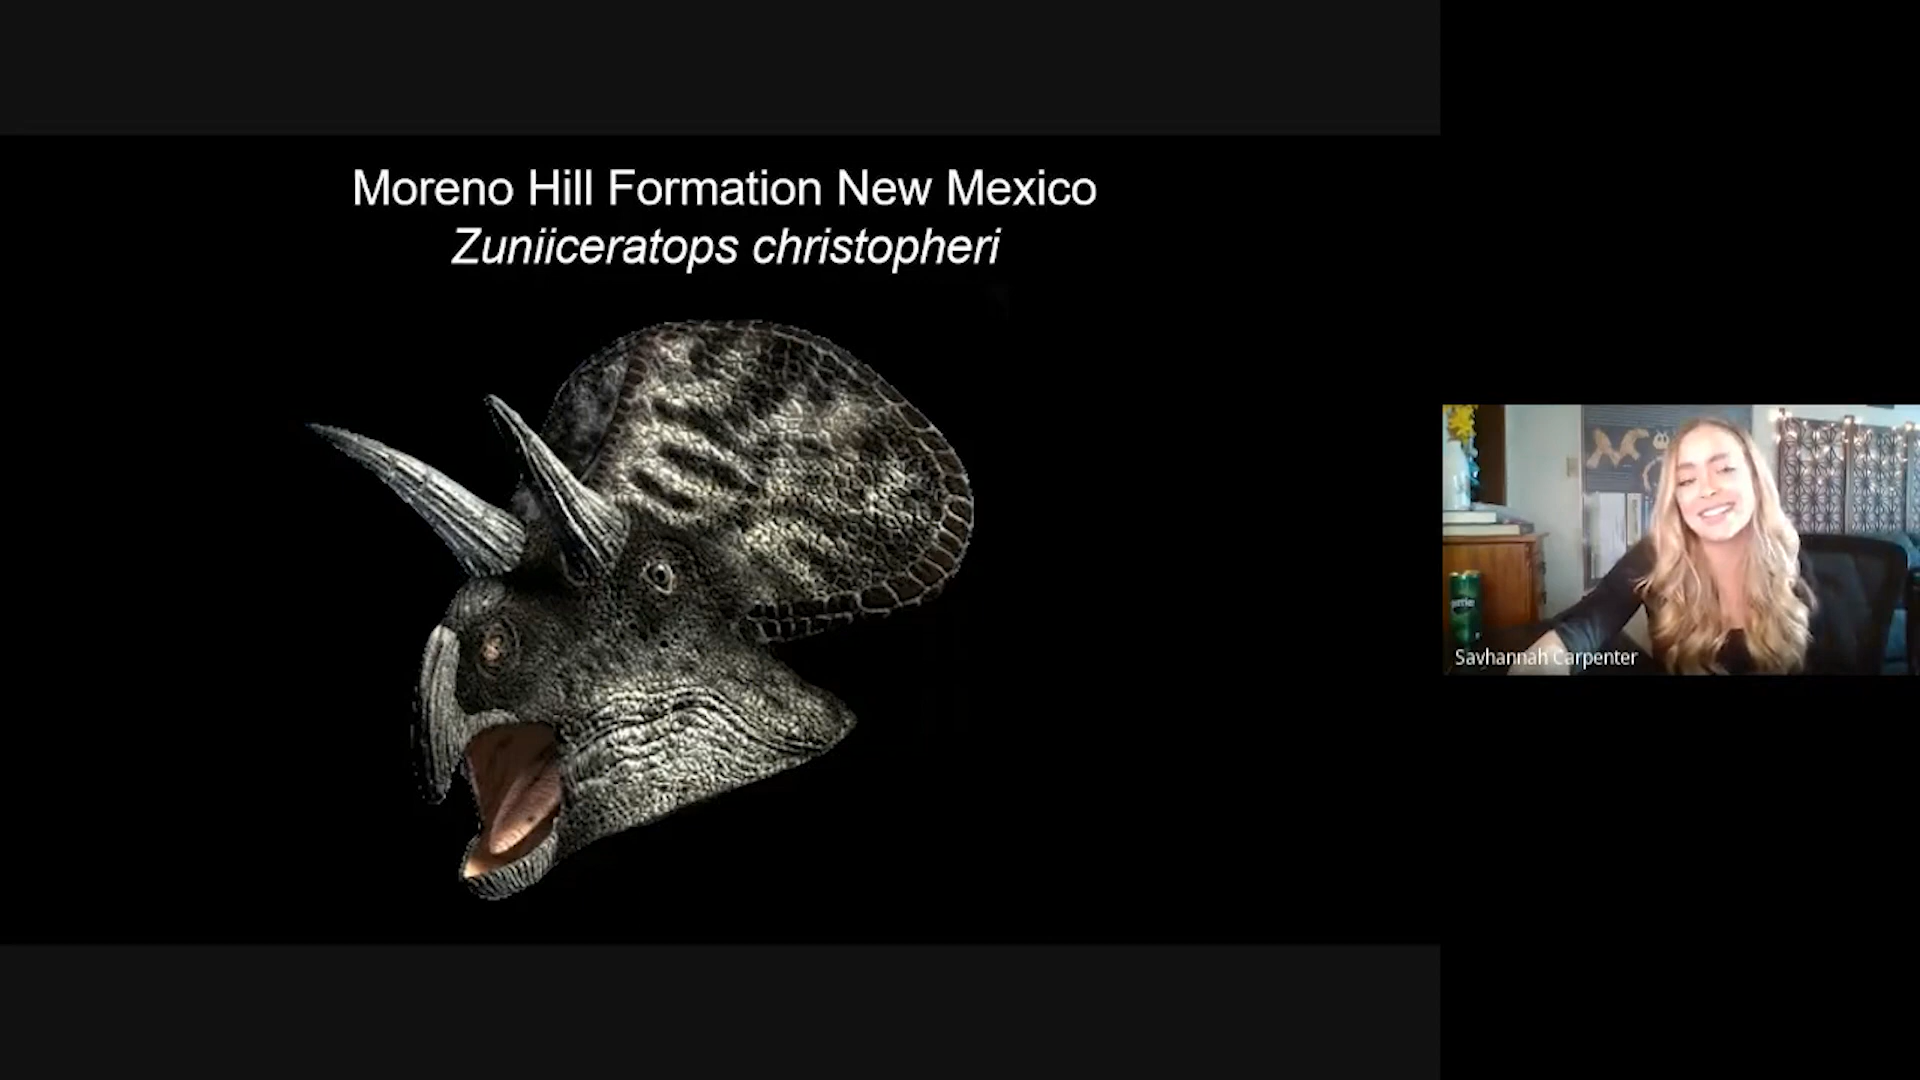 Moreno Hill Formation New Mexico
Zuniiceratops christopheri
Savhannah Carpenter